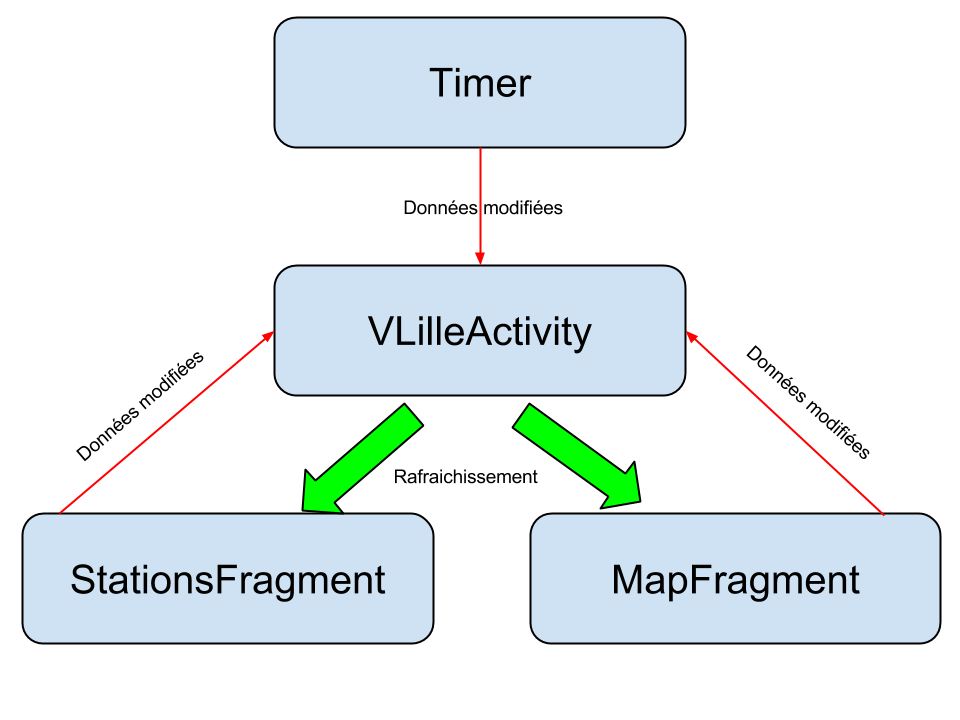 Timer
Données modifiées
VLilleActivity
Données modifiées
Données modifiées
Rafraichissement
StationsFragment
MapFragment